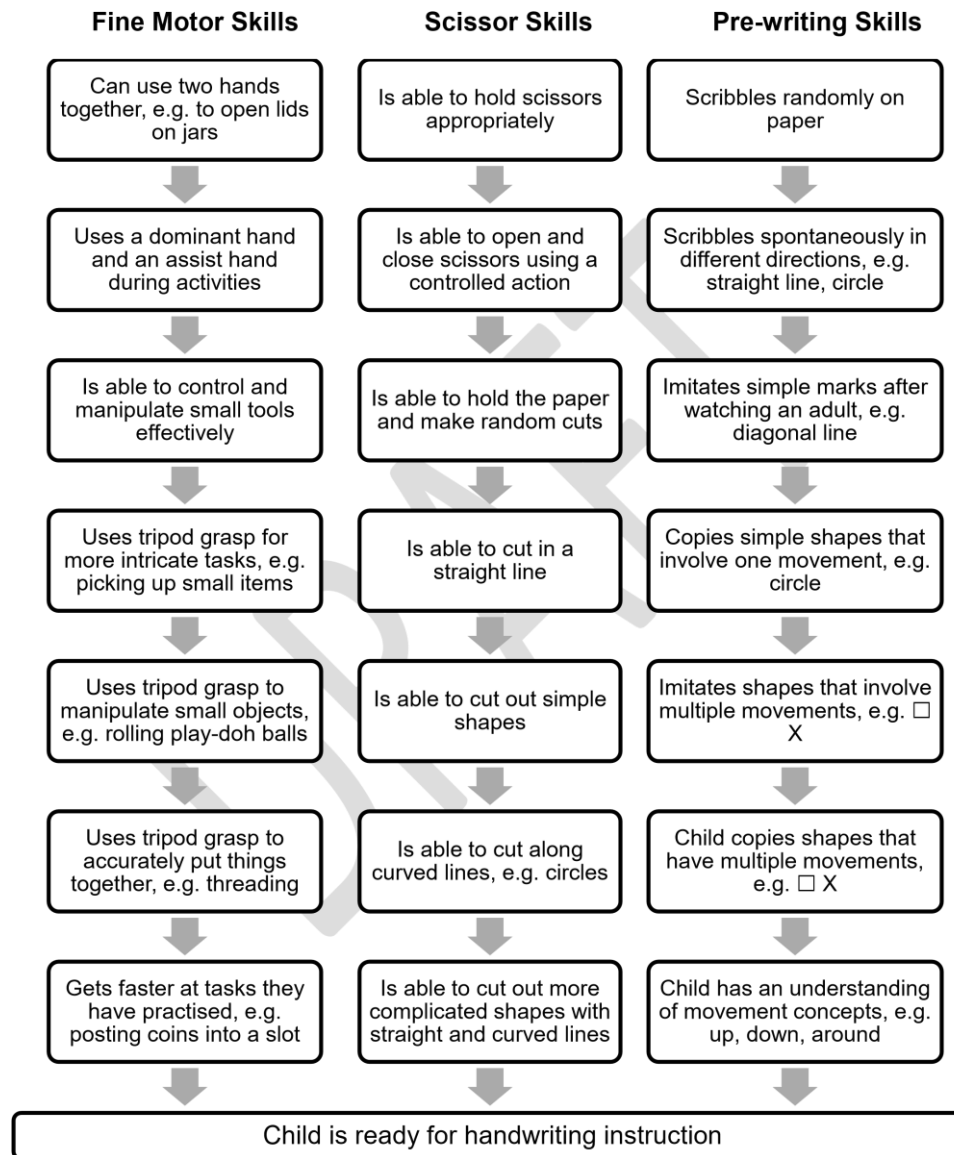 Fine Motor Skills
Can use two hands
together, e.g. to open lids
on jars
Uses a dominant hand
and an assist hand
during activities
Is able to control and
manipulate small tools
effectively
Uses tripod grasp for
more intricate tasks, e.g.
picking up small items
Uses tripod grasp to
manipulate small objects,
e.g. rolling play-doh balls
Uses tripod grasp to
accurately put things
together, e.g. threading
Gets faster at tasks they
have practised, e.g.
posting coins into a slot
Scissor Skills
Is able to hold scissors
appropriately
Is able to open and
close scissors using a
controlled action
Is able to hold the paper
and make random cuts
Is able to cut in a
straight line
Is able to cut out simple
shapes
Is able to cut along
curved lines, e.g. circles
Is able to cut out more
complicated shapes with
straight and curved lines
Pre-writing Skills
Scribbles randomly on
paper
Scribbles spontaneously in
different directions, e.g.
straight line, circle
Imitates simple marks after
watching an adult, e.g.
diagonal line
Copies simple shapes that
involve one movement, e.g.
circle
Imitates shapes that involve
multiple movements, e.g. □
X
Child copies shapes that
have multiple movements,
e.g. □ X
Child has an understanding
of movement concepts, e.g.
up, down, around
Child is ready for handwriting instruction
DRAFT